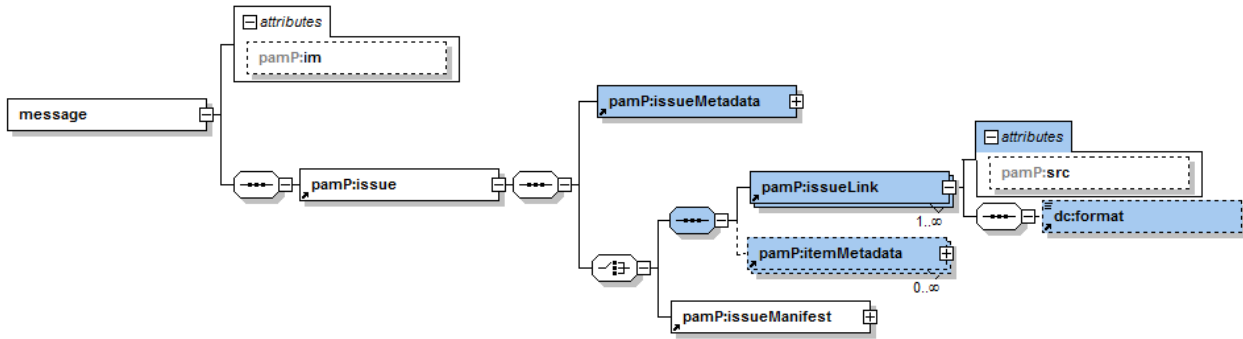 attributes
pamP:im
message
pamP:issue
pamP:issueMetadata
attributes
pamP:src
pamP:issueLink
1..∞
dc:format
pamP:itemMetadata
0..∞
pamP:issueManifest